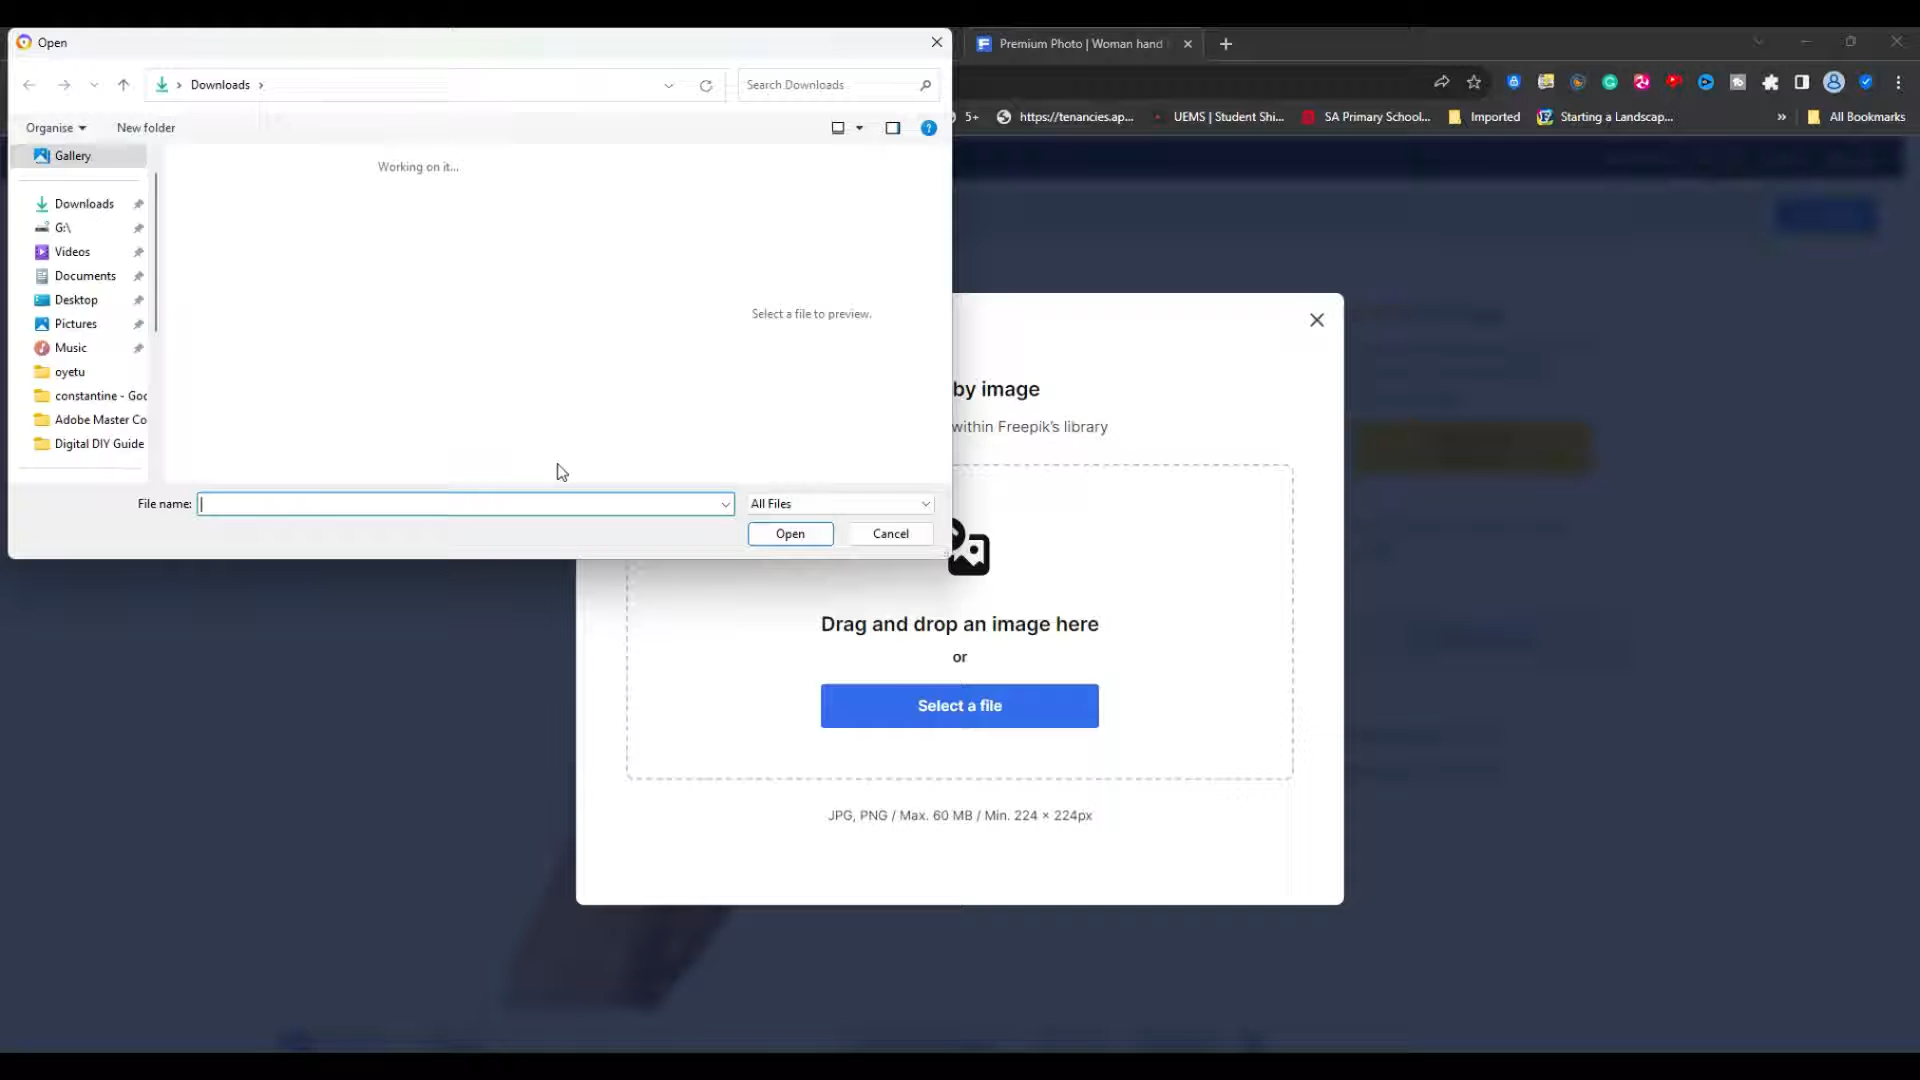 Open
Premium Photo | Woman hand
Downloads
Search Downloads
Organise
New folder
5+
https://tenancies.ap...
UEMS | Student Shi...
SA Primary School...
Imported
Starting a Landscap...
»
All Bookmarks
Gallery
Working on it...
Downloads
G:\
Videos
Documents
Desktop
Select a file to preview.
Pictures
Music
oyetu
constantine - Goo
Adobe Master Co
Digital DIY Guide
by image
within Freepik's library
File name:
All Files
Open
Cancel
Drag and drop an image here
or
Select a file
JPG, PNG / Max. 60 MB / Min. 224 × 224px